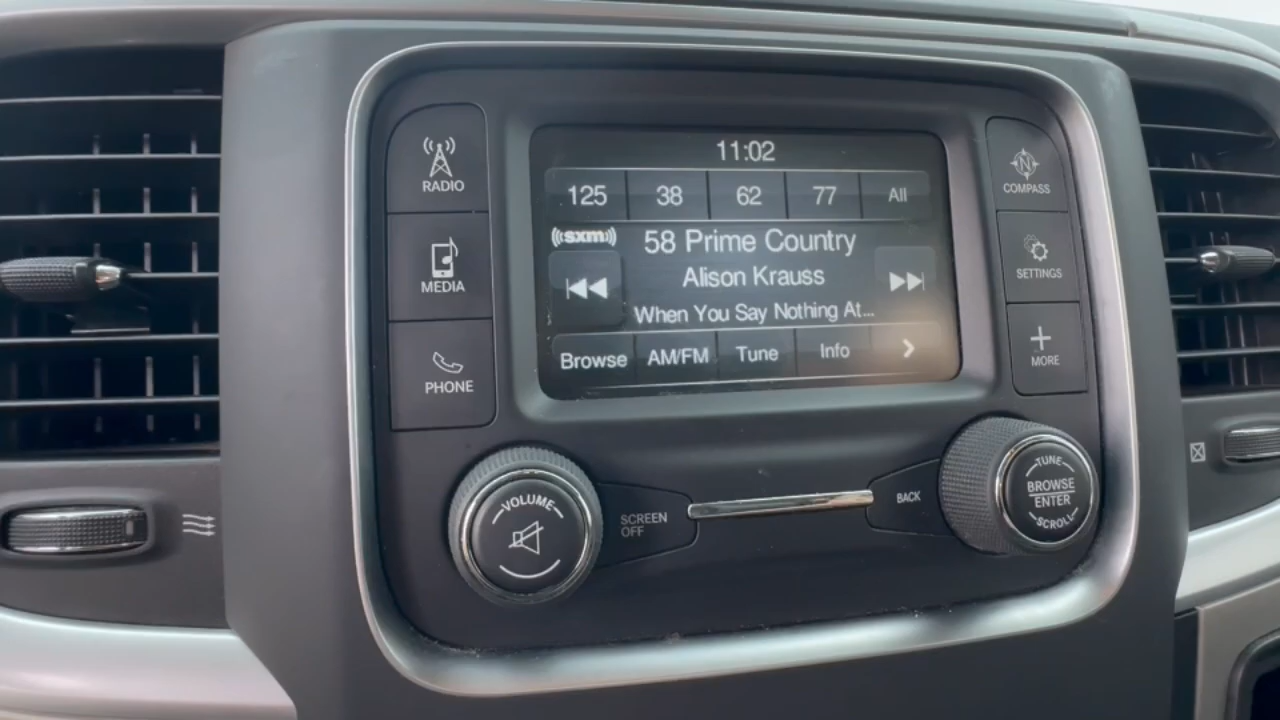 11:02
125 38 62 77 All
((sxm))
58 Prime Country
Alison Krauss
When You Say Nothing At...
Browse AM/FM Tune Info
RADIO
MEDIA
PHONE
N
COMPASS
SETTINGS
MORE
VOLUME
SCREEN
OFF
BACK
TUNE
BROWSE
ENTER
SCROLL